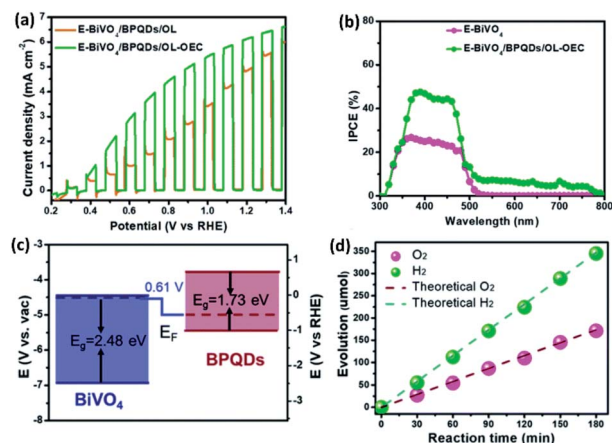 (a)
E-BiVO4/BPQDs/OL
E-BiVO4/BPQDs/OL-OEC
Current density (mA cm-2)
7
6
5
4
3
2
1
0
0.2 0.4 0.6 0.8 1.0 1.2 1.4
Potential (V vs RHE)
(b)
E-BiVO4
E-BiVO4/BPQDs/OL-OEC
IPCE (%)
80
60
40
20
0
300 400 500 600 700 800
Wavelength (nm)
(c)
E (V vs. vac)
-3
-4
-5
-6
-7
-8
0.61 V
Eg=2.48 eV
Eg=1.73 eV
EF
BPQDs
BiVO4
1
0
-1
-2
-3
E (V vs. RHE)
(d)
O2
H2
Theoretical O2
Theoretical H2
Evolution (umol)
350
300
250
200
150
100
50
0
0 30 60 90 120 150 180
Reaction time (min)